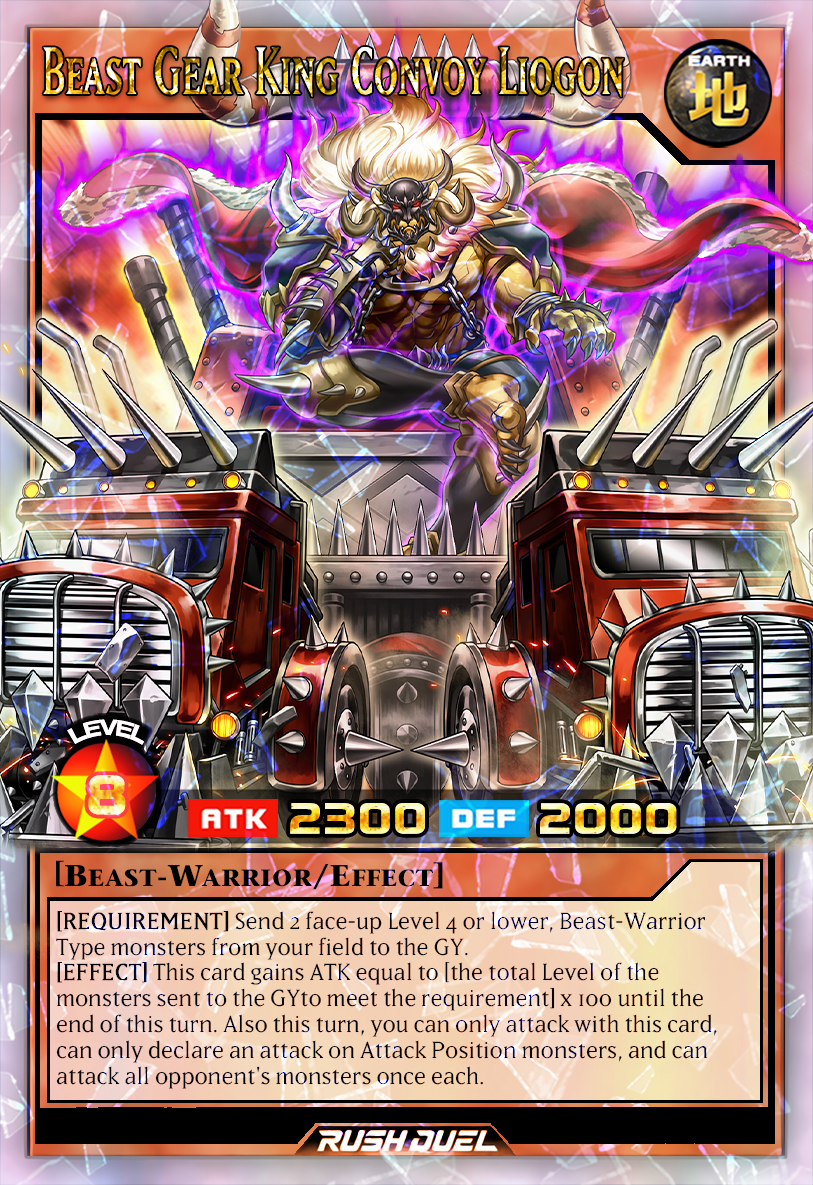 BEAST GEAR KING CONVOY LIOGON
EARTH
地
LEVEL
8
ATK 2300 DEF 2000
[BEAST-WARRIOR/EFFECT]
[REQUIREMENT] Send 2 face-up Level 4 or lower, Beast-Warrior
Type monsters from your field to the GY.
[EFFECT] This card gains ATK equal to [the total Level of the
monsters sent to the GYto meet the requirement] x 100 until the
end of this turn. Also this turn, you can only attack with this card,
can only declare an attack on Attack Position monsters, and can
attack all opponent's monsters once each.
RUSH DUEL